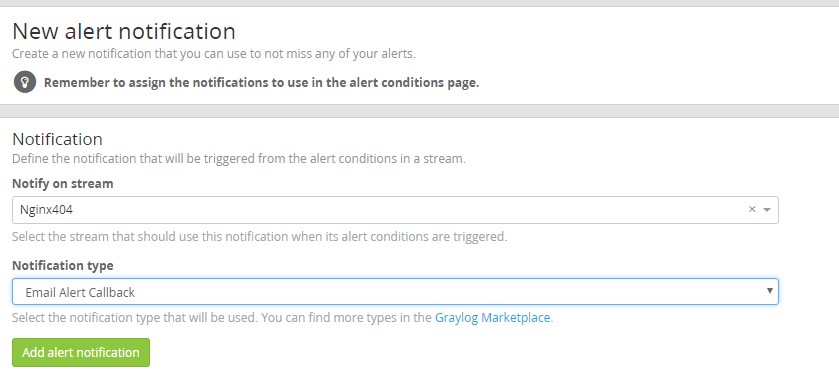 New alert notification
Create a new notification that you can use to not miss any of your alerts.
Remember to assign the notifications to use in the alert conditions page.
Notification
Define the notification that will be triggered from the alert conditions in a stream.
Notify on stream
Nginx404
Select the stream that should use this notification when its alert conditions are triggered.
Notification type
Email Alert Callback
Select the notification type that will be used. You can find more types in the Graylog Marketplace.
Add alert notification